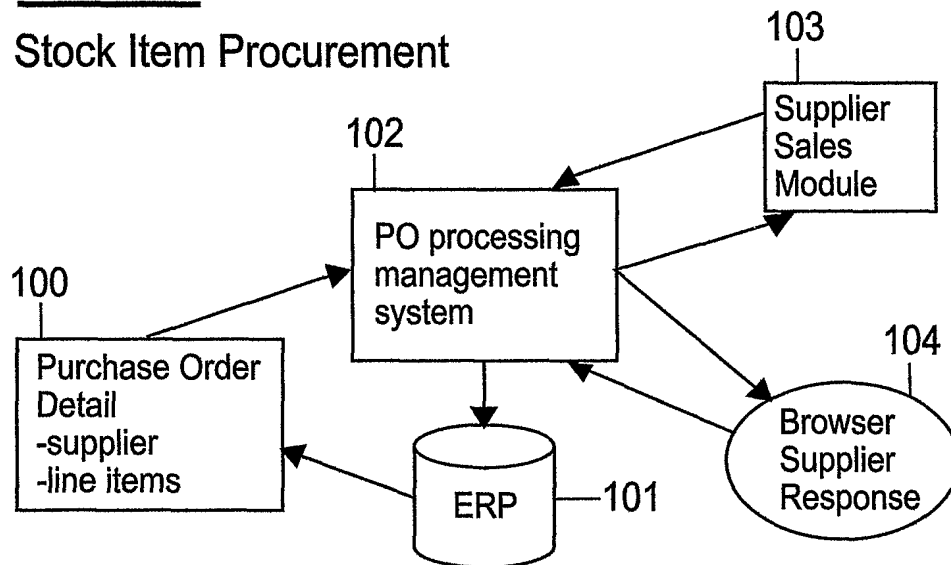 Stock Item Procurement
103
Supplier
Sales
Module
102
PO processing
management
system
100
Purchase Order
Detail
-supplier
-line items
104
Browser
Supplier
Response
ERP
101